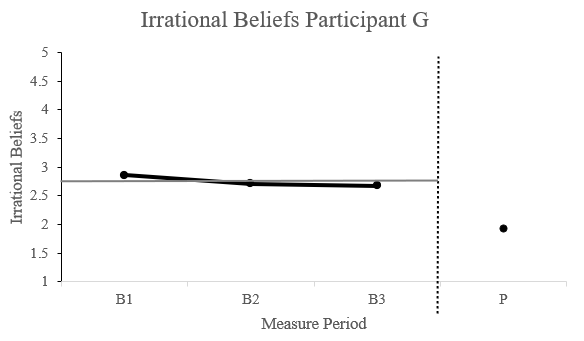 Irrational Beliefs Participant G
5
4.5
4
3.5
3
2.5
2
1.5
1
Irrational Beliefs
B1 B2 B3 P
Measure Period